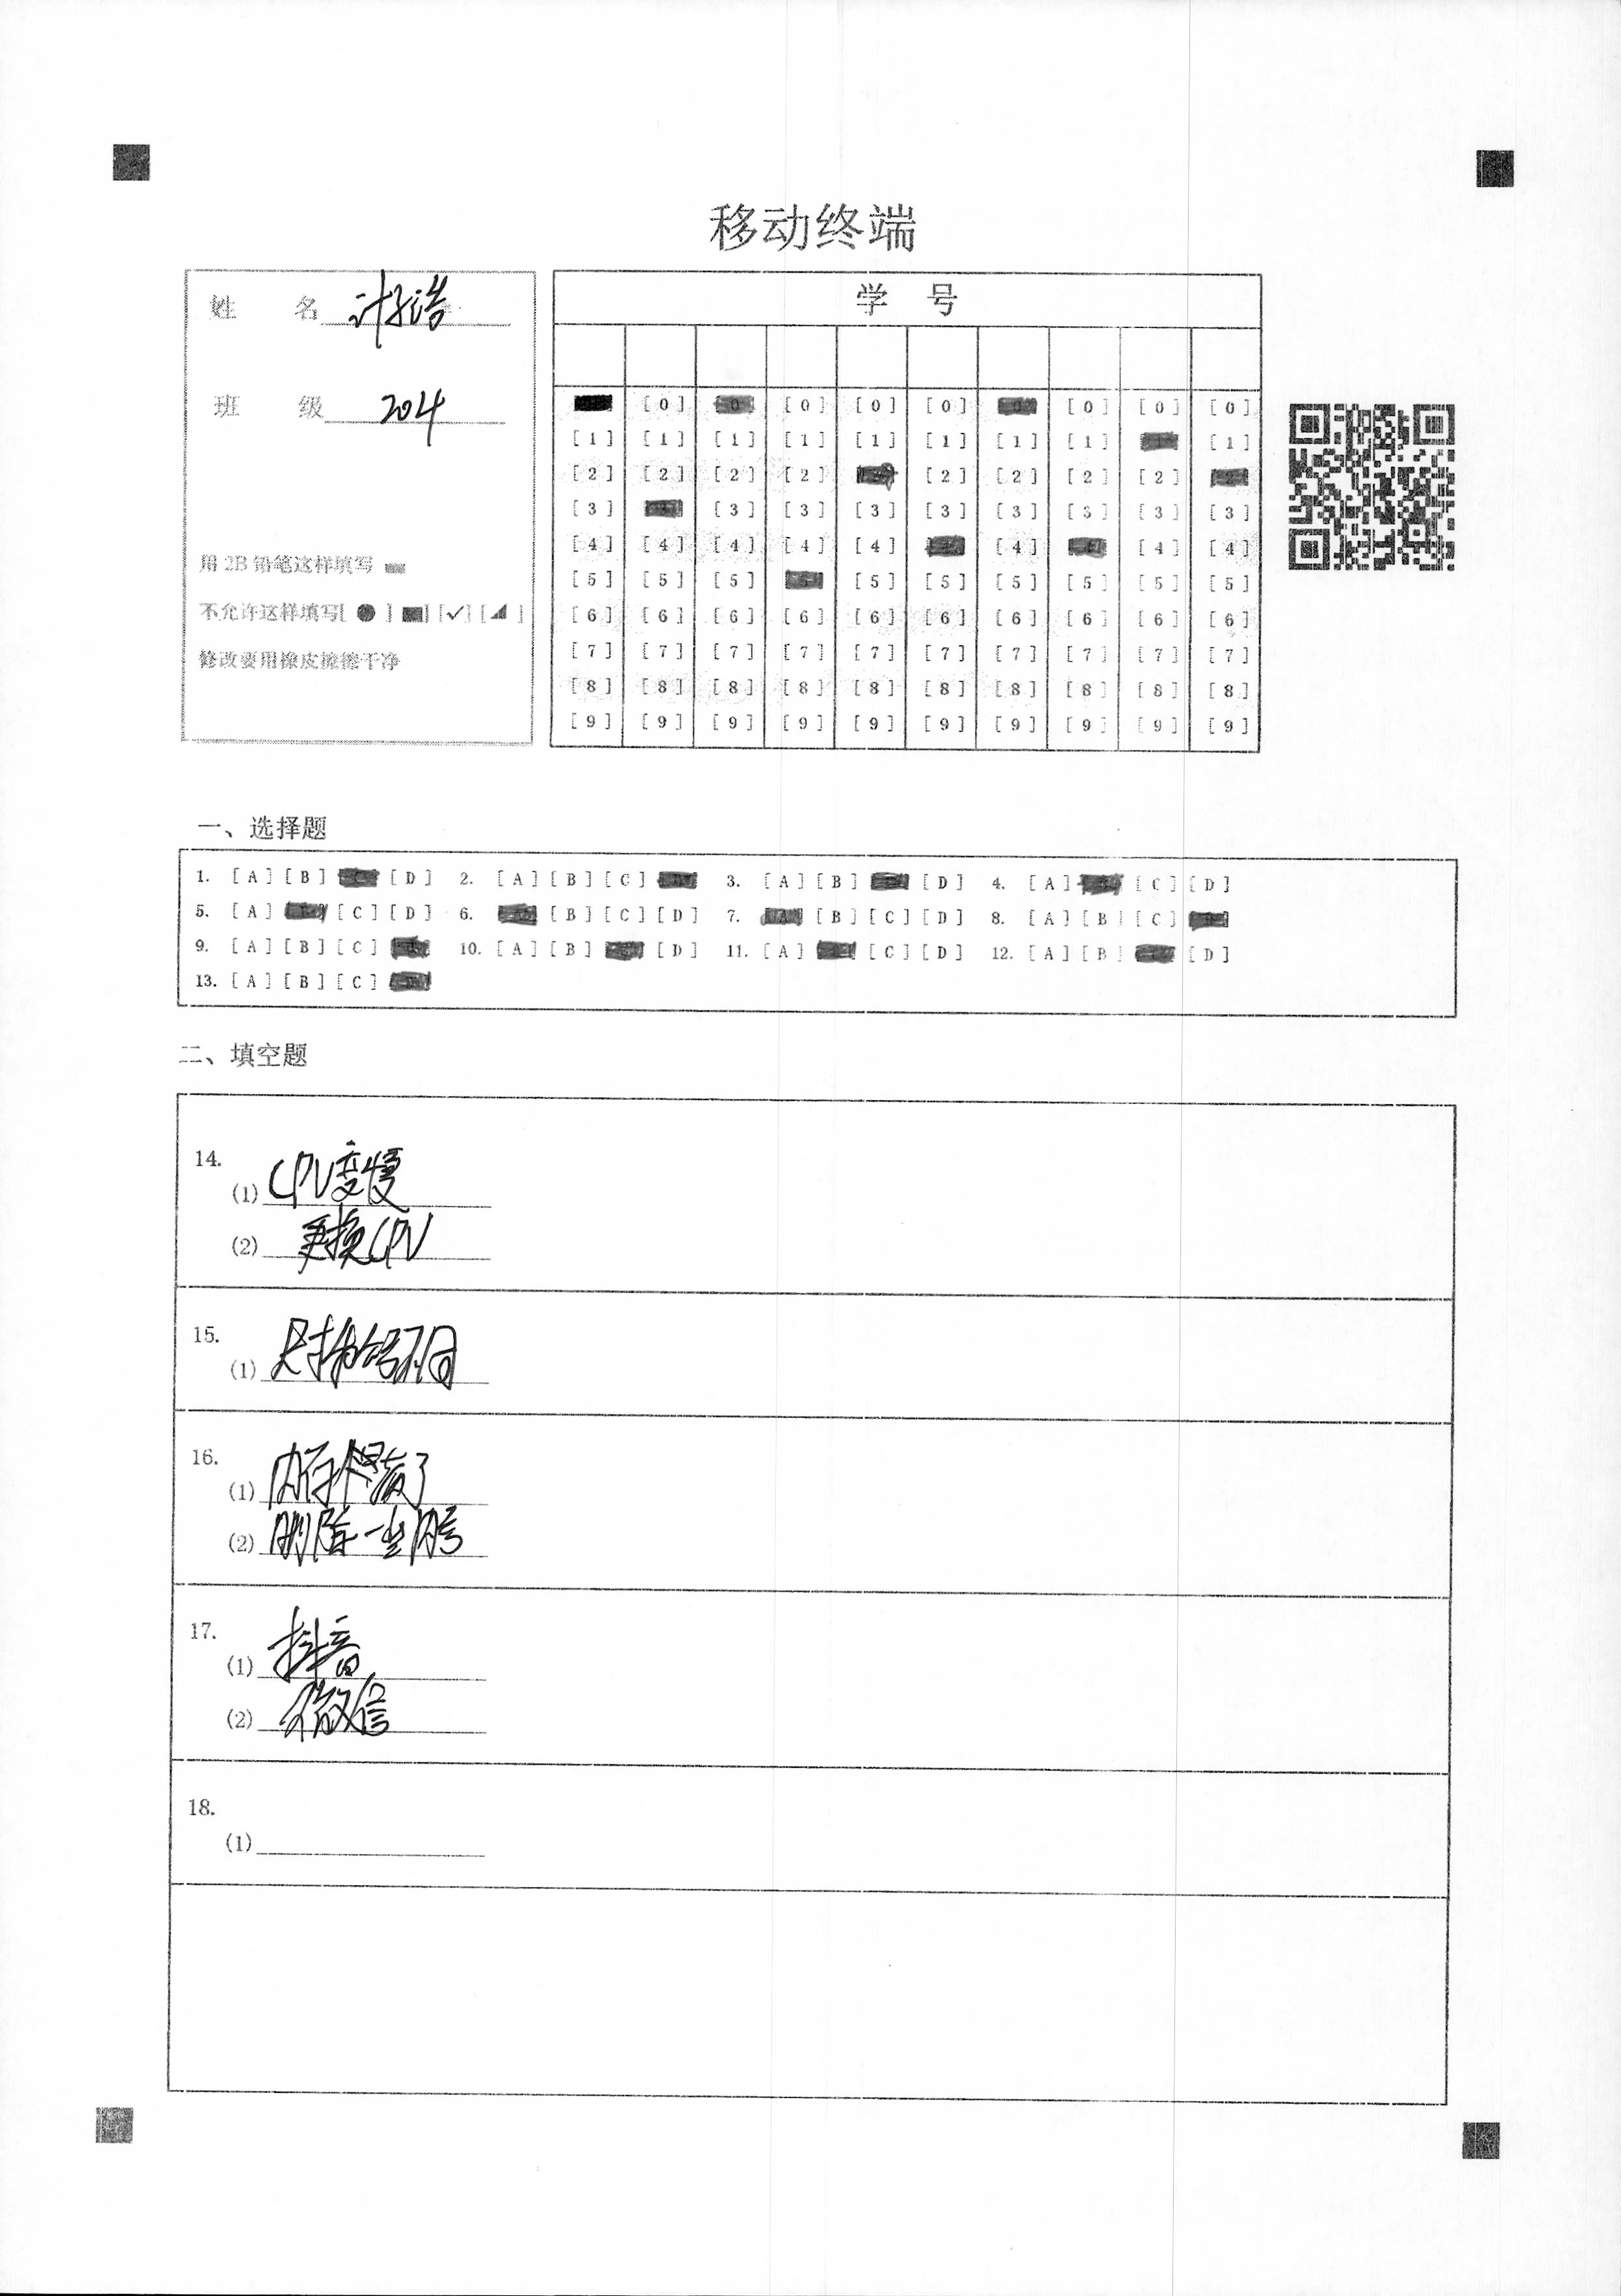 移动终端
姓 名 计子浩
班 级 204
用 2B 铅笔这样填写
不允许这样填写[ ● ] ■] [✓] [◢ ]
修改要用橡皮擦擦干净
学 号
[0] [0] [0] [0] [0] [0] [0]
[1] [1] [1] [1] [1] [1] [1] [1] [1]
[2] [2] [2] [2] [2] [2] [2] [2]
[3] [3] [3] [3] [3] [3] [3] [3] [3]
[4] [4] [4] [4] [4] [4] [4] [4]
[5] [5] [5] [5] [5] [5] [5] [5] [5]
[6] [6] [6] [6] [6] [6] [6] [6] [6] [6]
[7] [7] [7] [7] [7] [7] [7] [7] [7] [7]
[8] [8] [8] [8] [8] [8] [8] [8] [8] [8]
[9] [9] [9] [9] [9] [9] [9] [9] [9] [9]
一、选择题
1. [A] [B] [D] 2. [A] [B] [C] 3. [A] [B] [D] 4. [A] [C] [D]
5. [A] [C] [D] 6. [B] [C] [D] 7. [B] [C] [D] 8. [A] [B] [C]
9. [A] [B] [C] 10. [A] [B] [D] 11. [A] [C] [D] 12. [A] [B] [D]
13. [A] [B] [C]
二、填空题
14.
(1) CPU变慢
(2) 更换CPU
15.
(1) 不同
16.
(1) 内存 满了
(2) 删除一些内存
17.
(1) 抖音
(2) 微信
18.
(1)